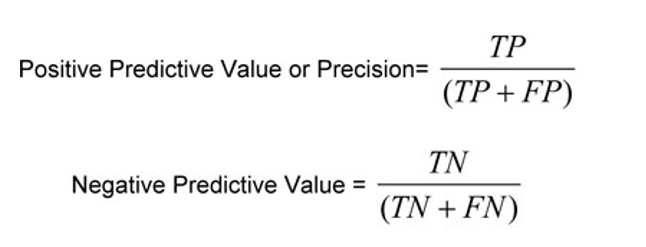 Positive Predictive Value or Precision= TP
(TP + FP)
Negative Predictive Value = TN
(TN + FN)